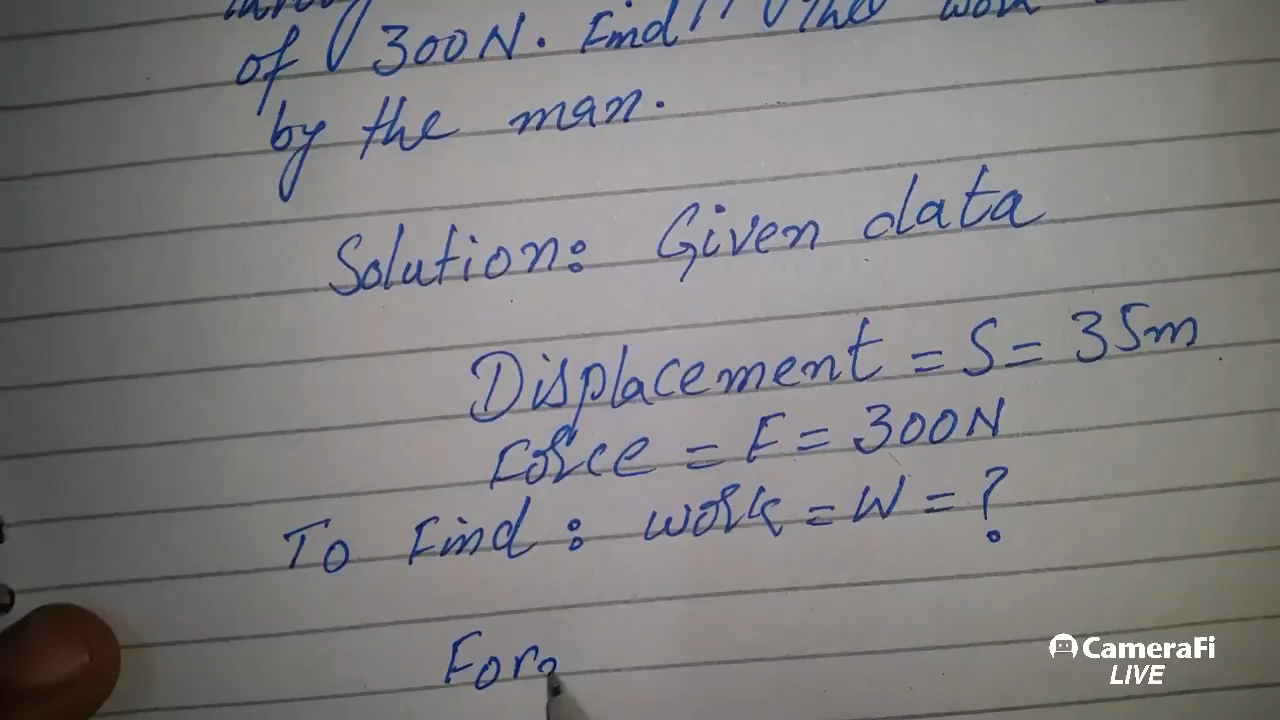 of 300N. Find the work
by the man.
Solution: Given data
Displacement = S = 35m
Force = F = 300N
To Find: work = W = ?
For
CameraFi
LIVE